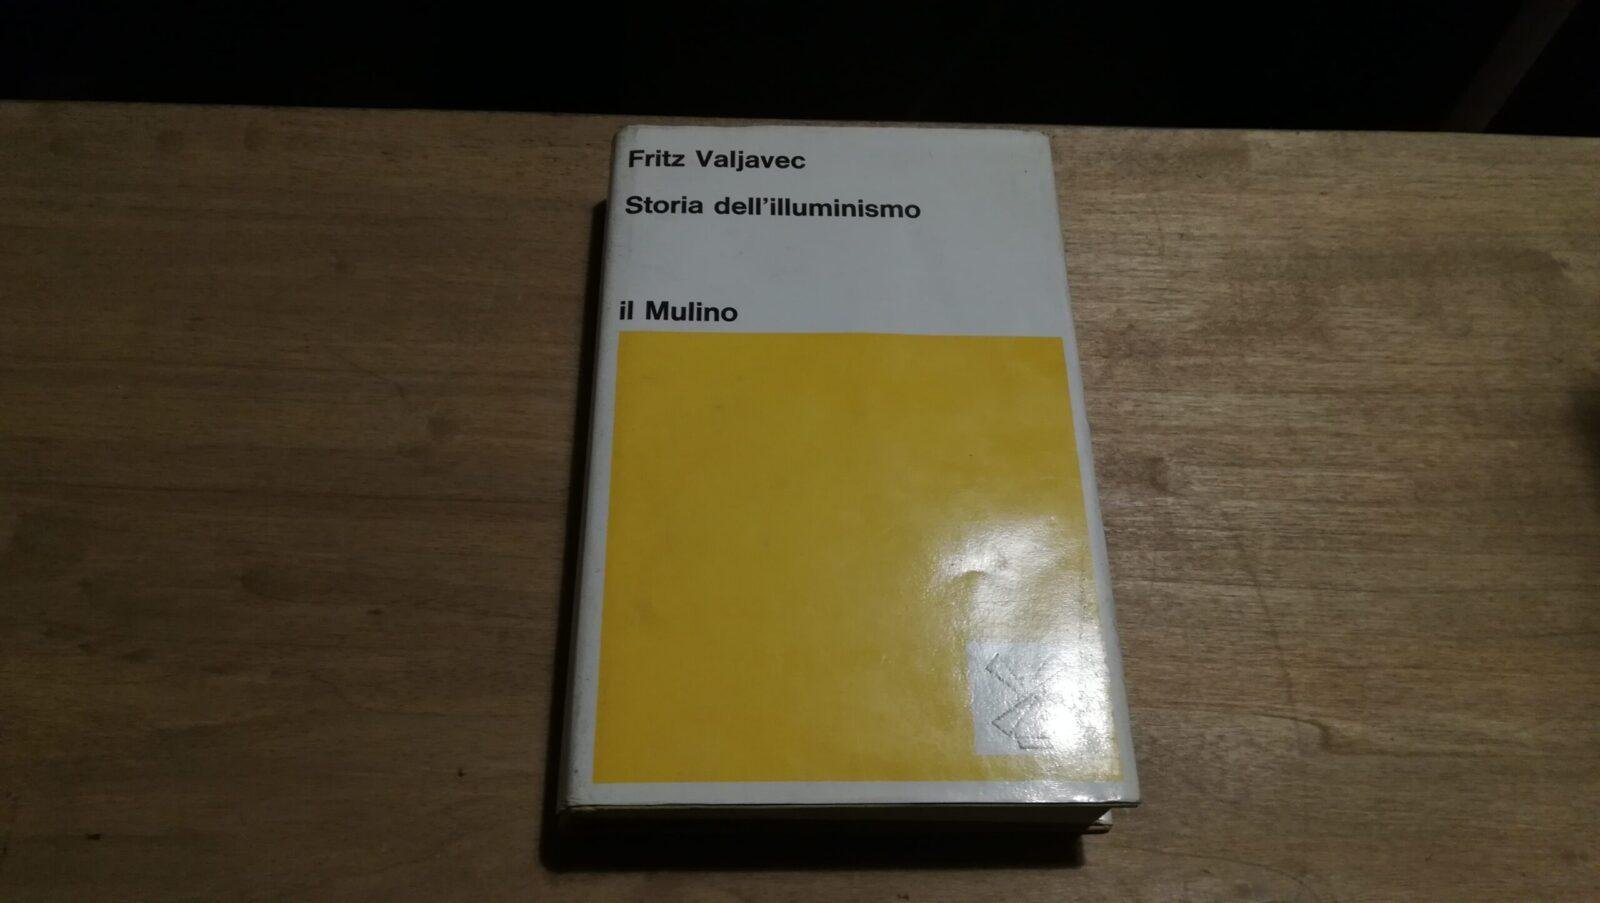 Fritz Valjavec
Storia dell'illuminismo
il Mulino